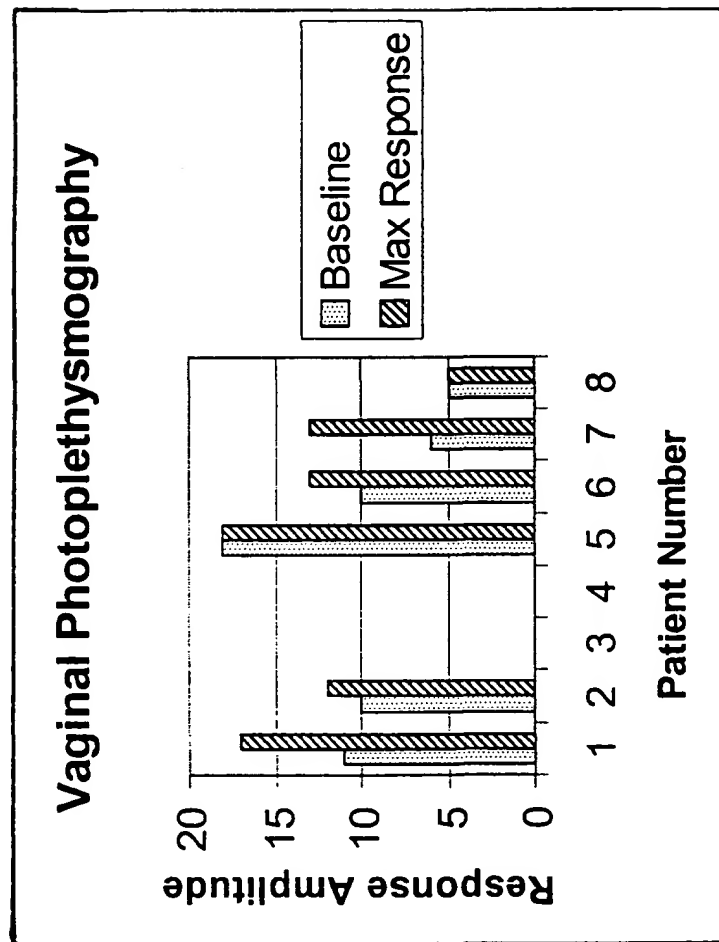 Vaginal Photoplethysmography
Baseline
Max Response
Response Amplitude
20
15
10
5
0
1 2 3 4 5 6 7 8
Patient Number